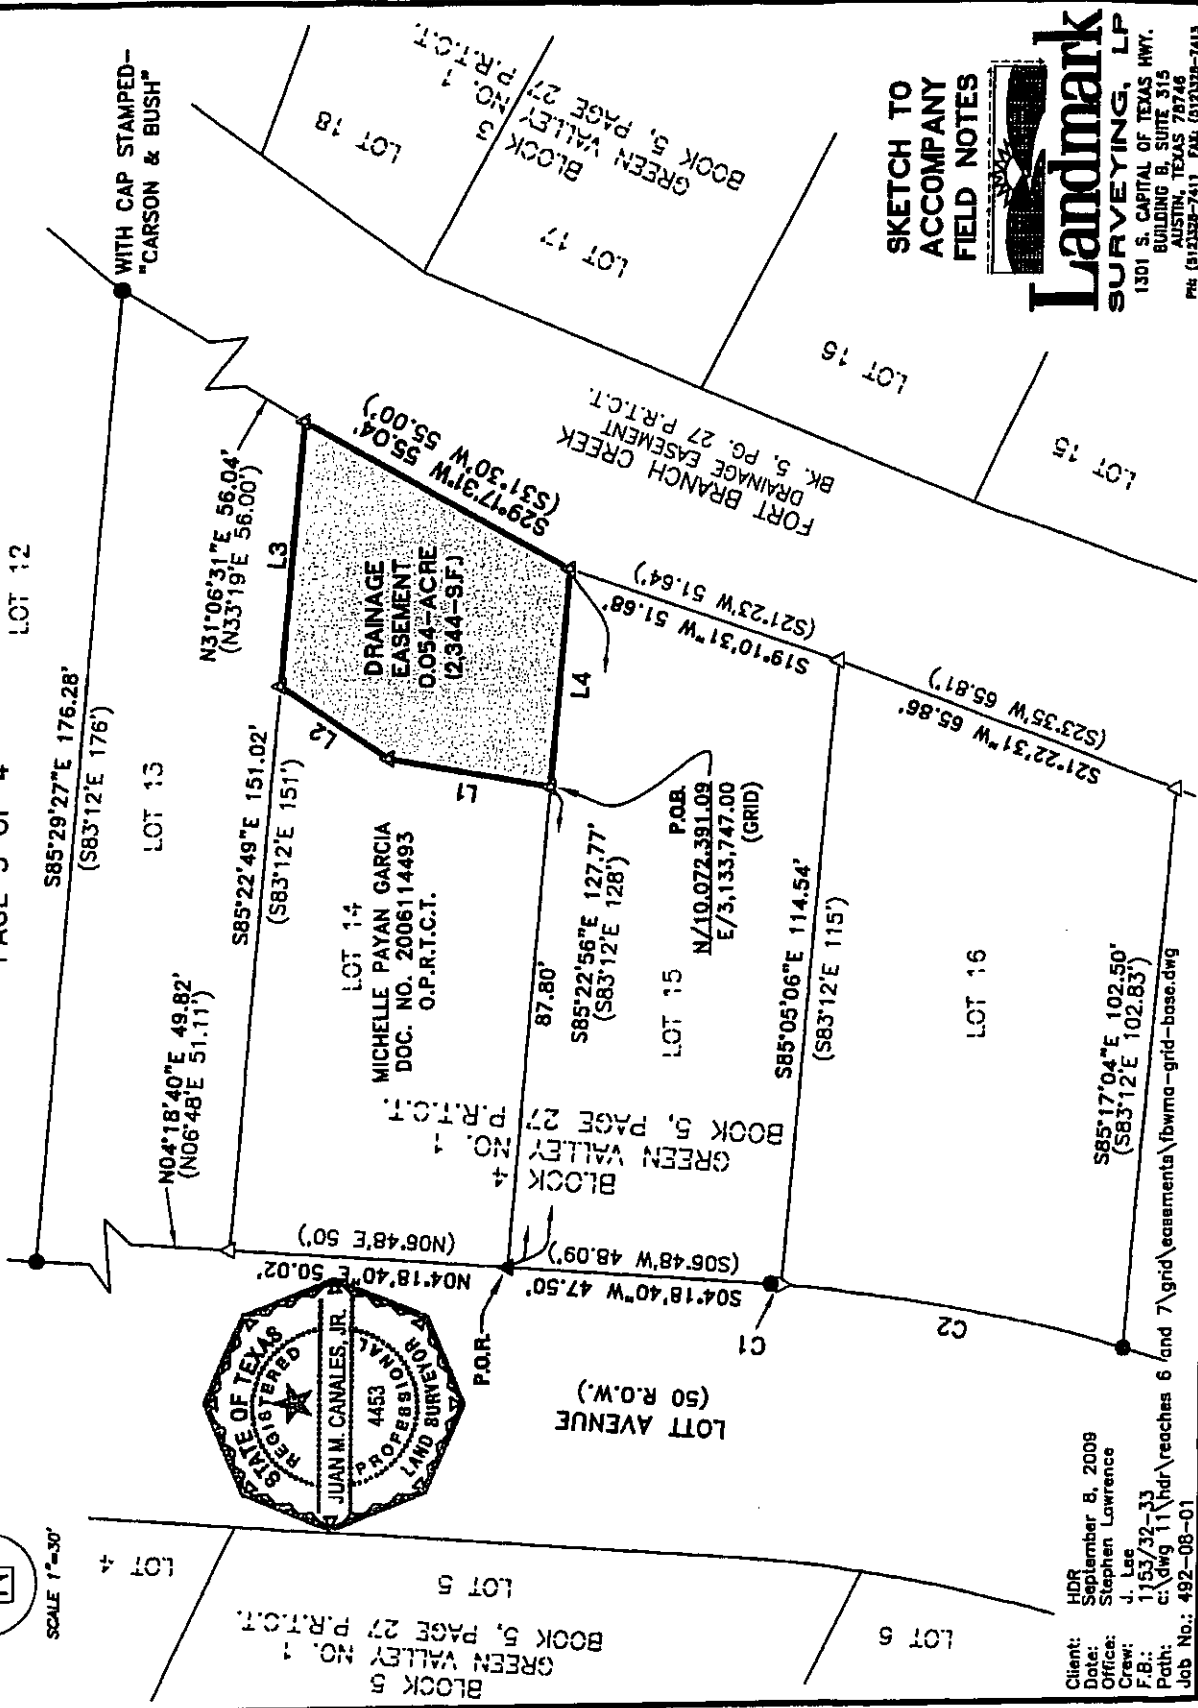 PAGE 3 OF 4
LOT 12
SCALE 1"=30'
WITH CAP STAMPED-
"CARSON & BUSH"
S85°29'27"E 176.28'
(S83°12'E 176')
LOT 13
N31°06'31"E 56.04'
(N33°19'E 56.00')
N04°18'40"E 49.82'
(N06°48'E 51.11')
S85°22'49"E 151.02'
(S83°12'E 151')
L3
L2
L1
L4
DRAINAGE
EASEMENT
0.054-ACRE
(2,344-S.F.)
S29°17'31"W 55.04'
(S31°30'W 55.00')
LOT 14
MICHELLE PAYAN GARCIA
DOC. NO. 2006114493
O.P.R.T.C.T.
N04°18'40"E 50.02'
(N06°48'E 50')
87.80'
S85°22'56"E 127.77'
(S83°12'E 128')
P.O.B.
N/10,072,391.09
E/3,133,747.00
(GRID)
P.O.R.
BLOCK 4
GREEN VALLEY NO. 1
BOOK 5, PAGE 27 P.R.T.C.T.
LOT 15
S04°18'40"W 47.50'
(S06°48'W 48.09')
S19°10'31"W 51.68'
(S21°23'W 51.64')
S85°05'06"E 114.54'
(S83°12'E 115')
C1
C2
LOT 16
S21°22'31"W 65.86'
(S23°35'W 65.81')
S85°17'04"E 102.50'
(S83°12'E 102.83')
LOTT AVENUE
(50 R.O.W.)
STATE OF TEXAS
REGISTERED
JUAN M. CANALES, JR.
4453
PROFESSIONAL
LAND SURVEYOR
LOT 4
LOT 5
BLOCK 5
GREEN VALLEY NO. 1
BOOK 5, PAGE 27 P.R.T.C.T.
LOT 6
FORT BRANCH CREEK
DRAINAGE EASEMENT
BK. 5, PG. 27 P.R.T.C.T.
LOT 18
LOT 17
BLOCK 3
GREEN VALLEY NO. 1
BOOK 5, PAGE 27 P.R.T.C.T.
LOT 16
LOT 15
SKETCH TO
ACCOMPANY
FIELD NOTES
Landmark
SURVEYING, LP
1301 S. CAPITAL OF TEXAS HWY.
BUILDING B, SUITE 315
AUSTIN, TEXAS 78746
PH: (512)328-7411 FAX: (512)328-7413
Client: HDR
Date: September 8, 2009
Office: Stephen Lawrence
Crew: J. Lee
F.B.: 1153/32-33
Path: c:\dwg 11\hdr\reaches 6 and 7\grid\easements\fbwma-grid-base.dwg
Job No.: 492-08-01